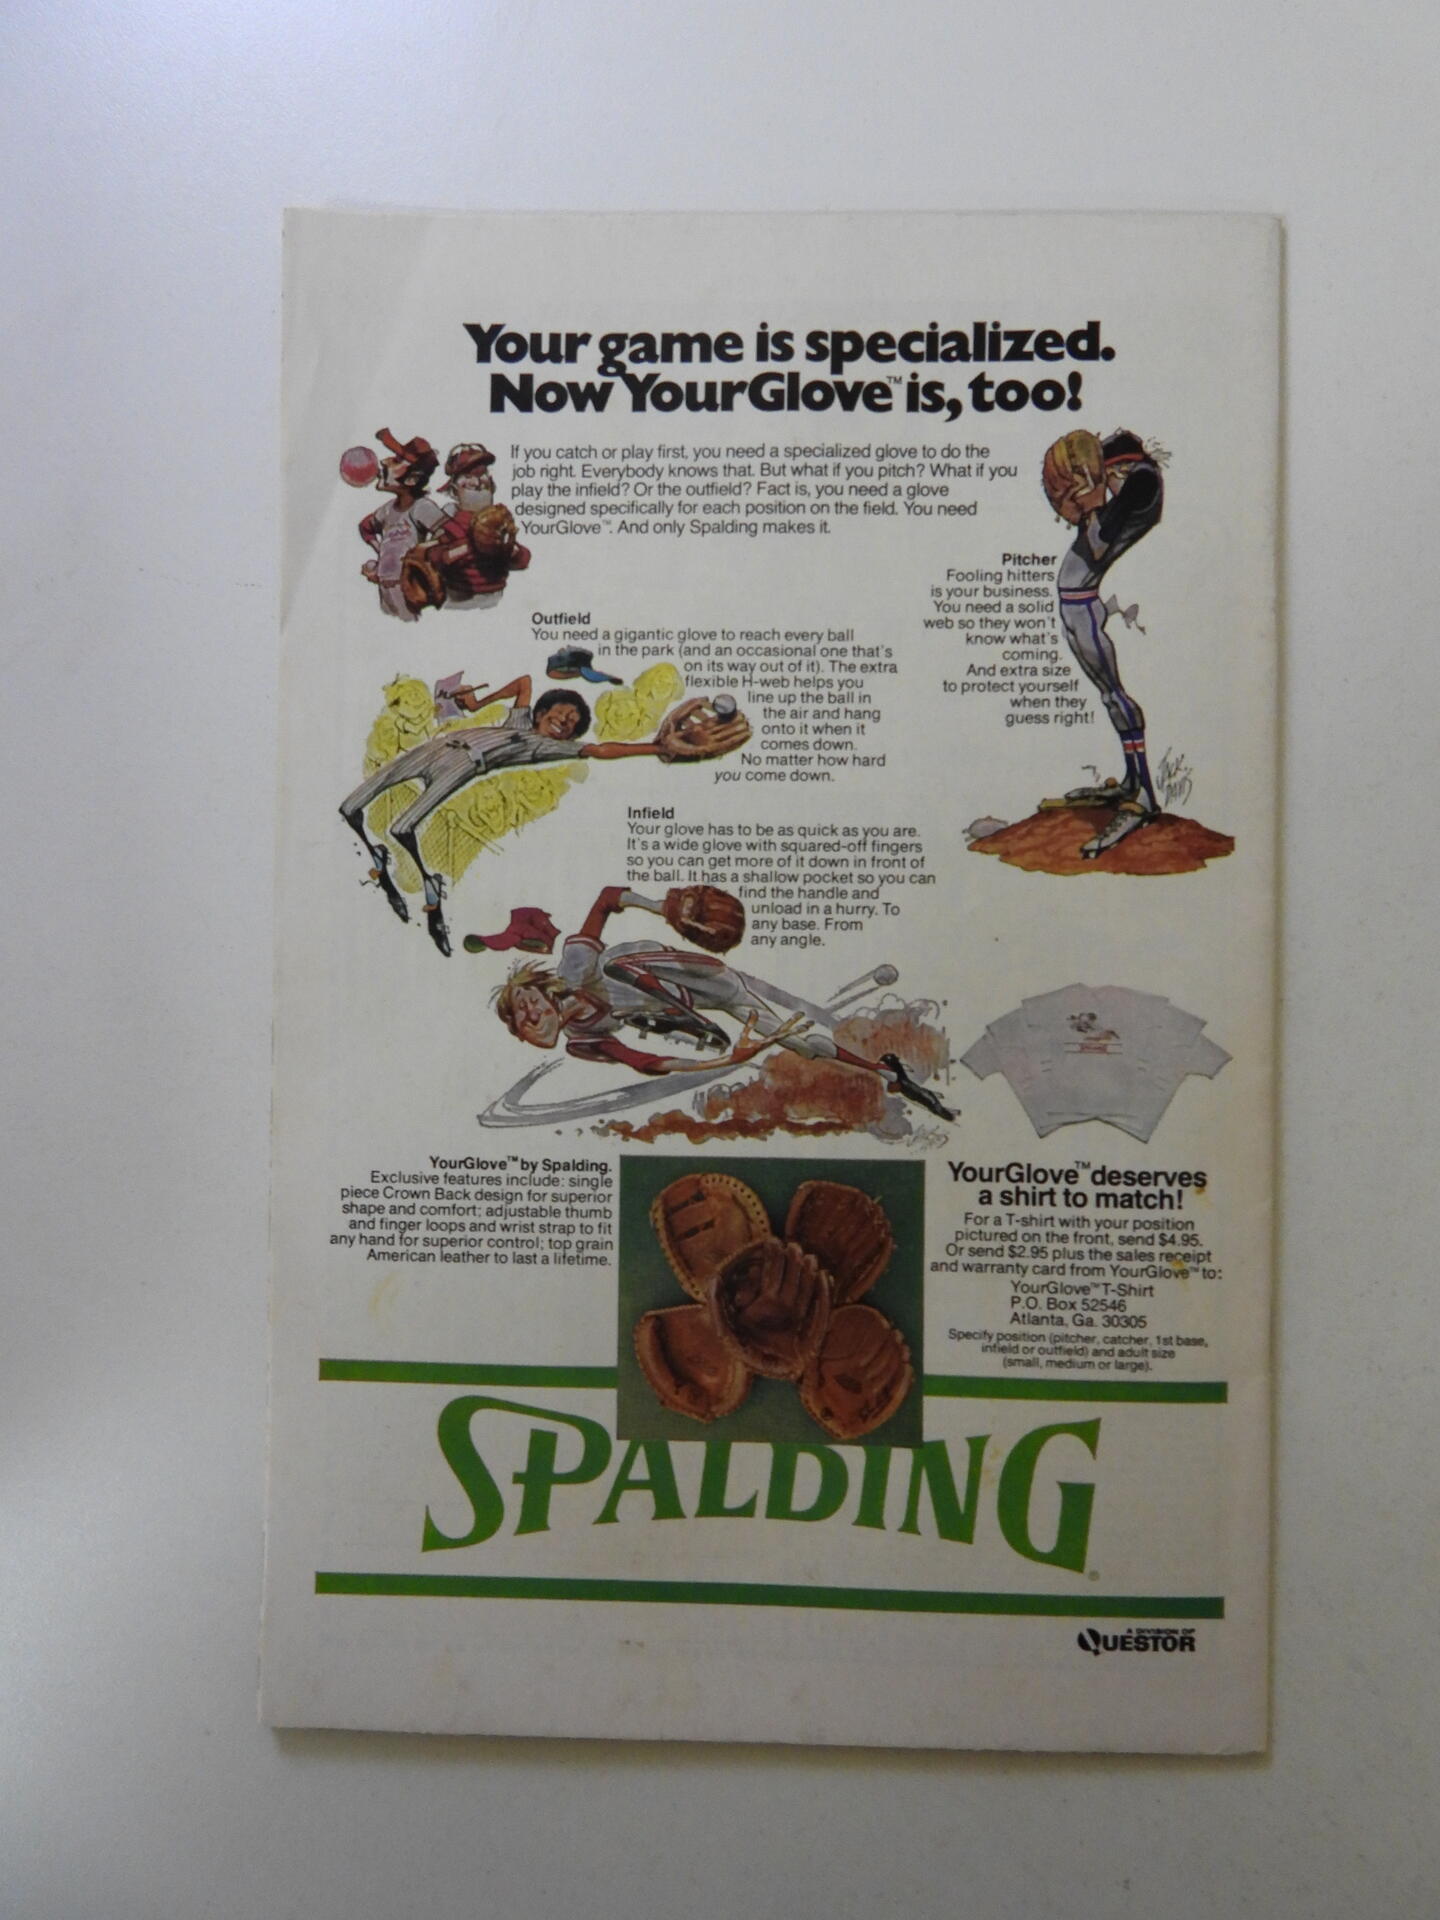 Your game is specialized.
Now YourGlove™ is, too!
If you catch or play first, you need a specialized glove to do the
job right. Everybody knows that. But what if you pitch? What if you
play the infield? Or the outfield? Fact is, you need a glove
designed specifically for each position on the field. You need
YourGlove™. And only Spalding makes it.
Pitcher
Fooling hitters
is your business.
You need a solid
web so they won't
know what's
coming.
And extra size
to protect yourself
when they
guess right!
JACK DAVIS
Outfield
You need a gigantic glove to reach every ball
in the park (and an occasional one that's
on its way out of it). The extra
flexible H-web helps you
line up the ball in
the air and hang
onto it when it
comes down.
No matter how hard
you come down.
Infield
Your glove has to be as quick as you are.
It's a wide glove with squared-off fingers
so you can get more of it down in front of
the ball. It has a shallow pocket so you can
find the handle and
unload in a hurry. To
any base. From
any angle.
YourGlove™ by Spalding.
Exclusive features include: single
piece Crown Back design for superior
shape and comfort; adjustable thumb
and finger loops and wrist strap to fit
any hand for superior control; top grain
American leather to last a lifetime.
YourGlove™ deserves
a shirt to match!
For a T-shirt with your position
pictured on the front, send $4.95.
Or send $2.95 plus the sales receipt
and warranty card from YourGlove™ to:
YourGlove™ T-Shirt
P.O. Box 52546
Atlanta, Ga. 30305
Specify position (pitcher, catcher, 1st base,
infield or outfield) and adult size
(small, medium or large).
SPALDING®
A DIVISION OF
QUESTOR